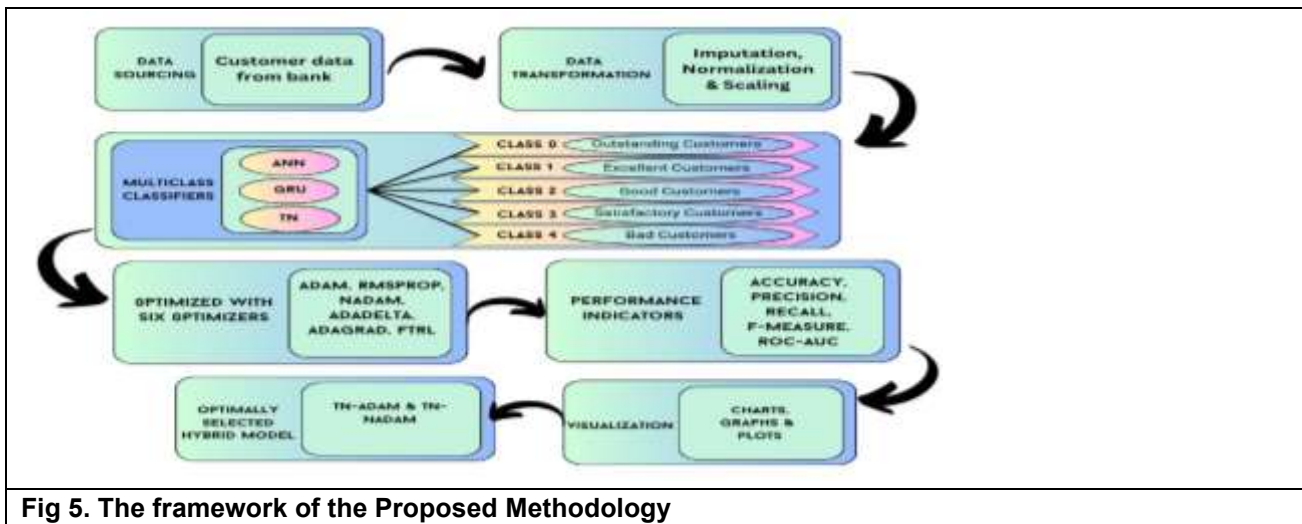 DATA
SOURCING
Customer data
from bank
DATA
TRANSFORMATION
Imputation,
Normalization
& Scaling
MULTICLASS
CLASSIFIERS
ANN
GRU
TN
CLASS 0 Outstanding Customers
CLASS 1 Excellent Customers
CLASS 2 Good Customers
CLASS 3 Satisfactory Customers
CLASS 4 Bad Customers
OPTIMIZED WITH
SIX OPTIMIZERS
ADAM, RMSPROP,
NADAM,
ADADELTA,
ADAGRAD, FTRL
PERFORMANCE
INDICATORS
ACCURACY,
PRECISION,
RECALL,
F-MEASURE,
ROC-AUC
OPTIMALLY
SELECTED
HYBRID MODEL
TN-ADAM & TN-
NADAM
VISUALIZATION
CHARTS,
GRAPHS &
PLOTS
Fig 5. The framework of the Proposed Methodology